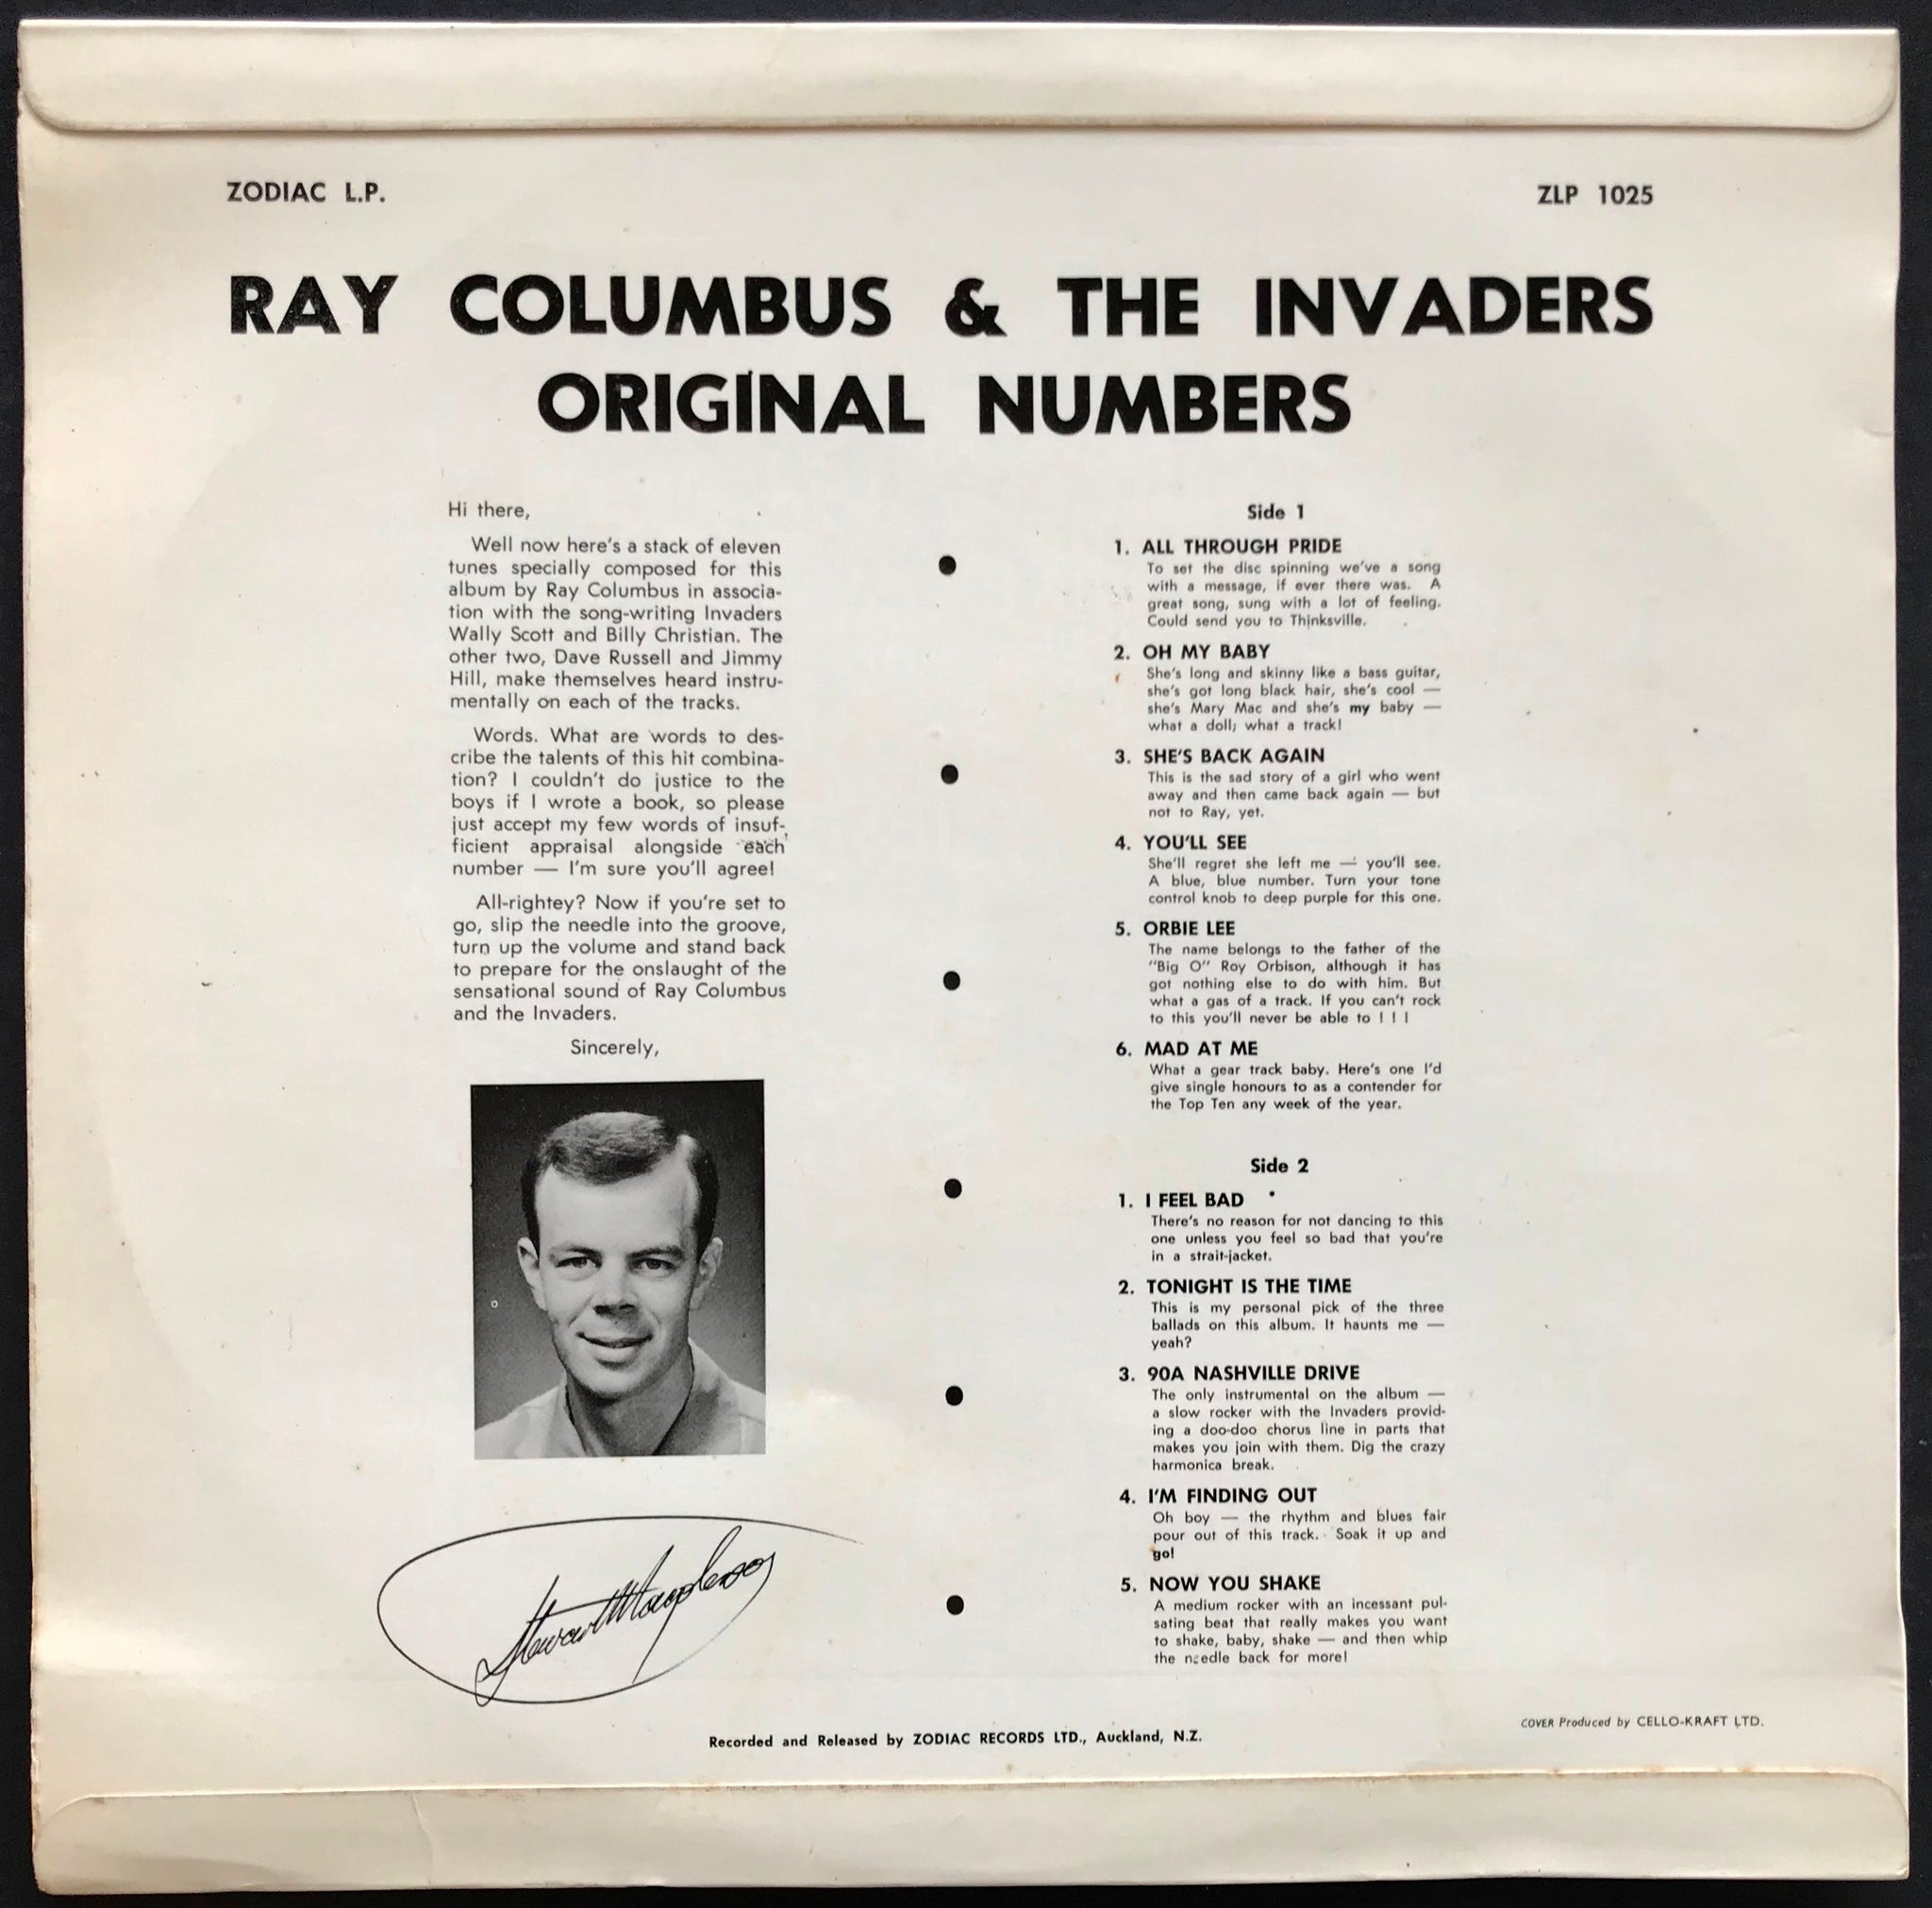 ZODIAC L.P.
ZLP 1025
RAY COLUMBUS & THE INVADERS
ORIGINAL NUMBERS
Hi there,
Well now here's a stack of eleven
tunes specially composed for this
album by Ray Columbus in associa-
tion with the song-writing Invaders
Wally Scott and Billy Christian. The
other two, Dave Russell and Jimmy
Hill, make themselves heard instru-
mentally on each of the tracks.
Words. What are words to des-
cribe the talents of this hit combina-
tion? I couldn't do justice to the
boys if I wrote a book, so please
just accept my few words of insuf-
ficient appraisal alongside each
number — I'm sure you'll agree!
All-rightey? Now if you're set to
go, slip the needle into the groove,
turn up the volume and stand back
to prepare for the onslaught of the
sensational sound of Ray Columbus
and the Invaders.
Sincerely,
Side 1
1. ALL THROUGH PRIDE
To set the disc spinning we've a song
with a message, if ever there was. A
great song, sung with a lot of feeling.
Could send you to Thinksville.
2. OH MY BABY
She's long and skinny like a bass guitar,
she's got long black hair, she's cool —
she's Mary Mac and she's my baby —
what a doll; what a track!
3. SHE'S BACK AGAIN
This is the sad story of a girl who went
away and then came back again — but
not to Ray, yet.
4. YOU'LL SEE
She'll regret she left me — you'll see.
A blue, blue number. Turn your tone
control knob to deep purple for this one.
5. ORBIE LEE
The name belongs to the father of the
"Big O" Roy Orbison, although it has
got nothing else to do with him. But
what a gas of a track. If you can't rock
to this you'll never be able to ! ! !
6. MAD AT ME
What a gear track baby. Here's one I'd
give single honours to as a contender for
the Top Ten any week of the year.
Side 2
1. I FEEL BAD
There's no reason for not dancing to this
one unless you feel so bad that you're
in a strait-jacket.
2. TONIGHT IS THE TIME
This is my personal pick of the three
ballads on this album. It haunts me —
yeah?
3. 90A NASHVILLE DRIVE
The only instrumental on the album —
a slow rocker with the Invaders provid-
ing a doo-doo chorus line in parts that
makes you join with them. Dig the crazy
harmonica break.
4. I'M FINDING OUT
Oh boy — the rhythm and blues fair
pour out of this track. Soak it up and
go!
5. NOW YOU SHAKE
A medium rocker with an incessant pul-
sating beat that really makes you want
to shake, baby, shake — and then whip
the needle back for more!
Recorded and Released by ZODIAC RECORDS LTD., Auckland, N.Z.
COVER Produced by CELLO-KRAFT LTD.